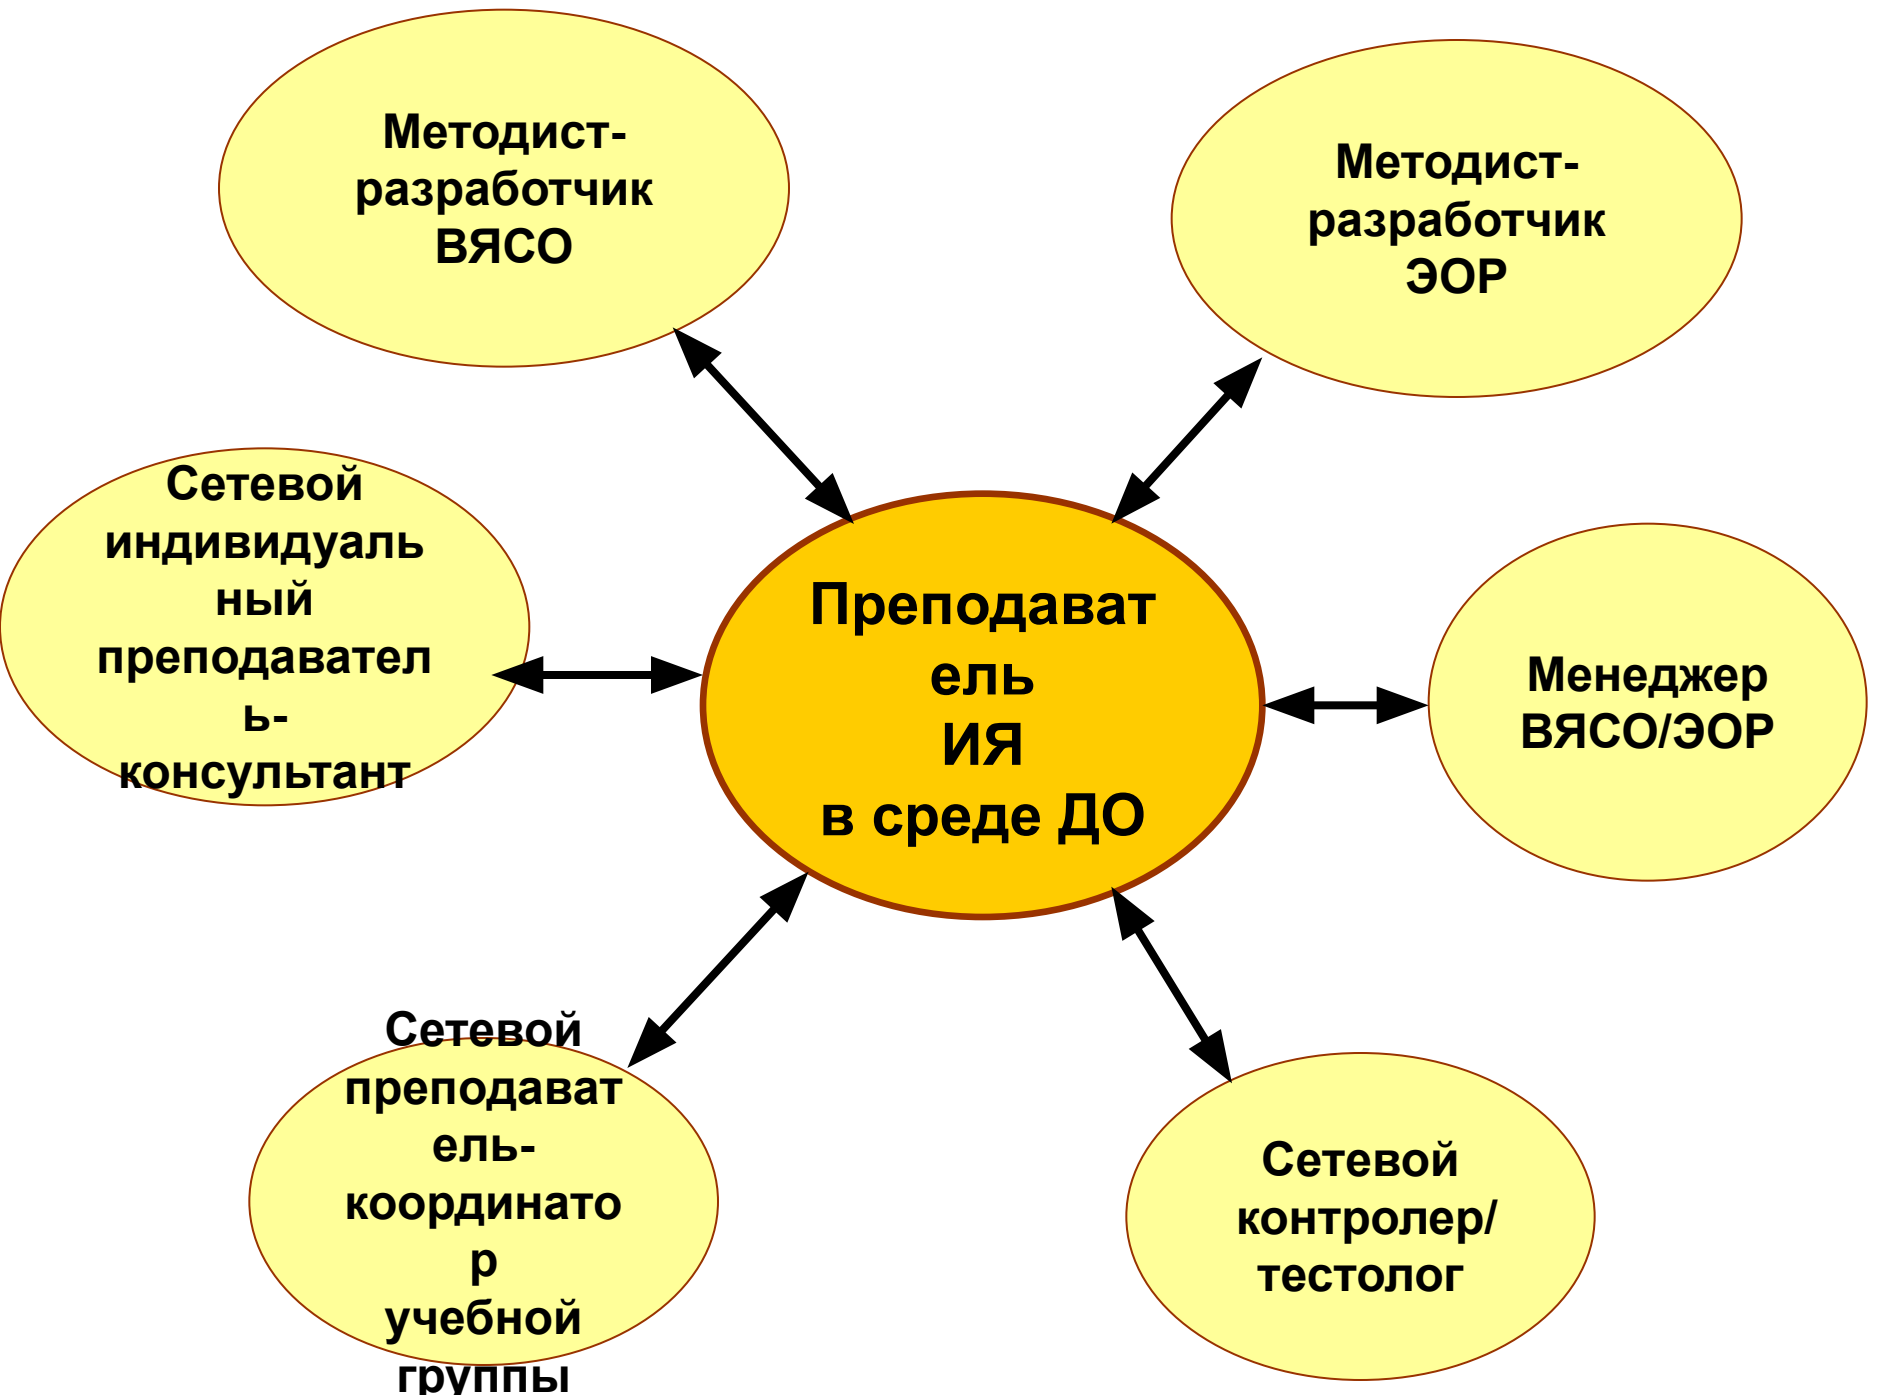 Методист-
разработчик
ВЯСО
Методист-
разработчик
ЭОР
Сетевой
индивидуаль
ный
преподавател
ь-
консультант
Преподават
ель
ИЯ
в среде ДО
Менеджер
ВЯСО/ЭОР
Сетевой
преподават
ель-
координато
р
учебной
группы
Сетевой
контролер/
тестолог